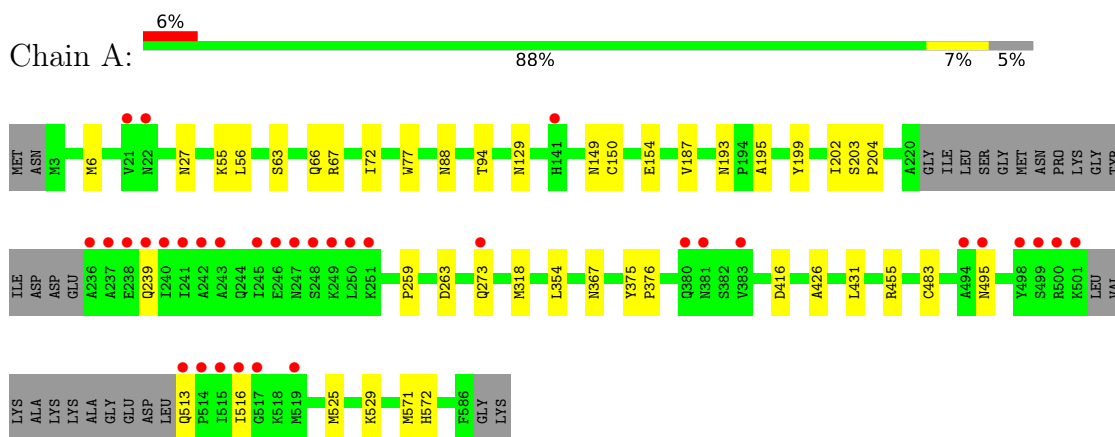 6%
Chain A:
88% 7% 5%
MET ASN M3 M6 V21 N22 N27 K55 L56 S63 Q66 R67 I72 W77 N88 T94 N129 H141 N149 C150 E154 V187 N193 P194 A195 Y199 I202 S203 P204 A220 GLY ILE LEU SER GLY MET ASN PRO LYS GLY TYR
ILE ASP ASP GLU A236 A237 E238 Q239 I240 I241 A242 A243 Q244 I245 E246 N247 S248 K249 L250 K251 P259 D263 Q273 M318 L354 N367 Y375 P376 Q380 N381 S382 V383 D416 A426 L431 R455 C483 A494 N495 Y498 S499 R500 K501 LEU VAL
LYS ALA LYS LYS ALA GLY GLU ASP LEU Q513 P514 I515 I516 G517 K518 M519 M525 K529 M571 H572 F586 GLY LYS